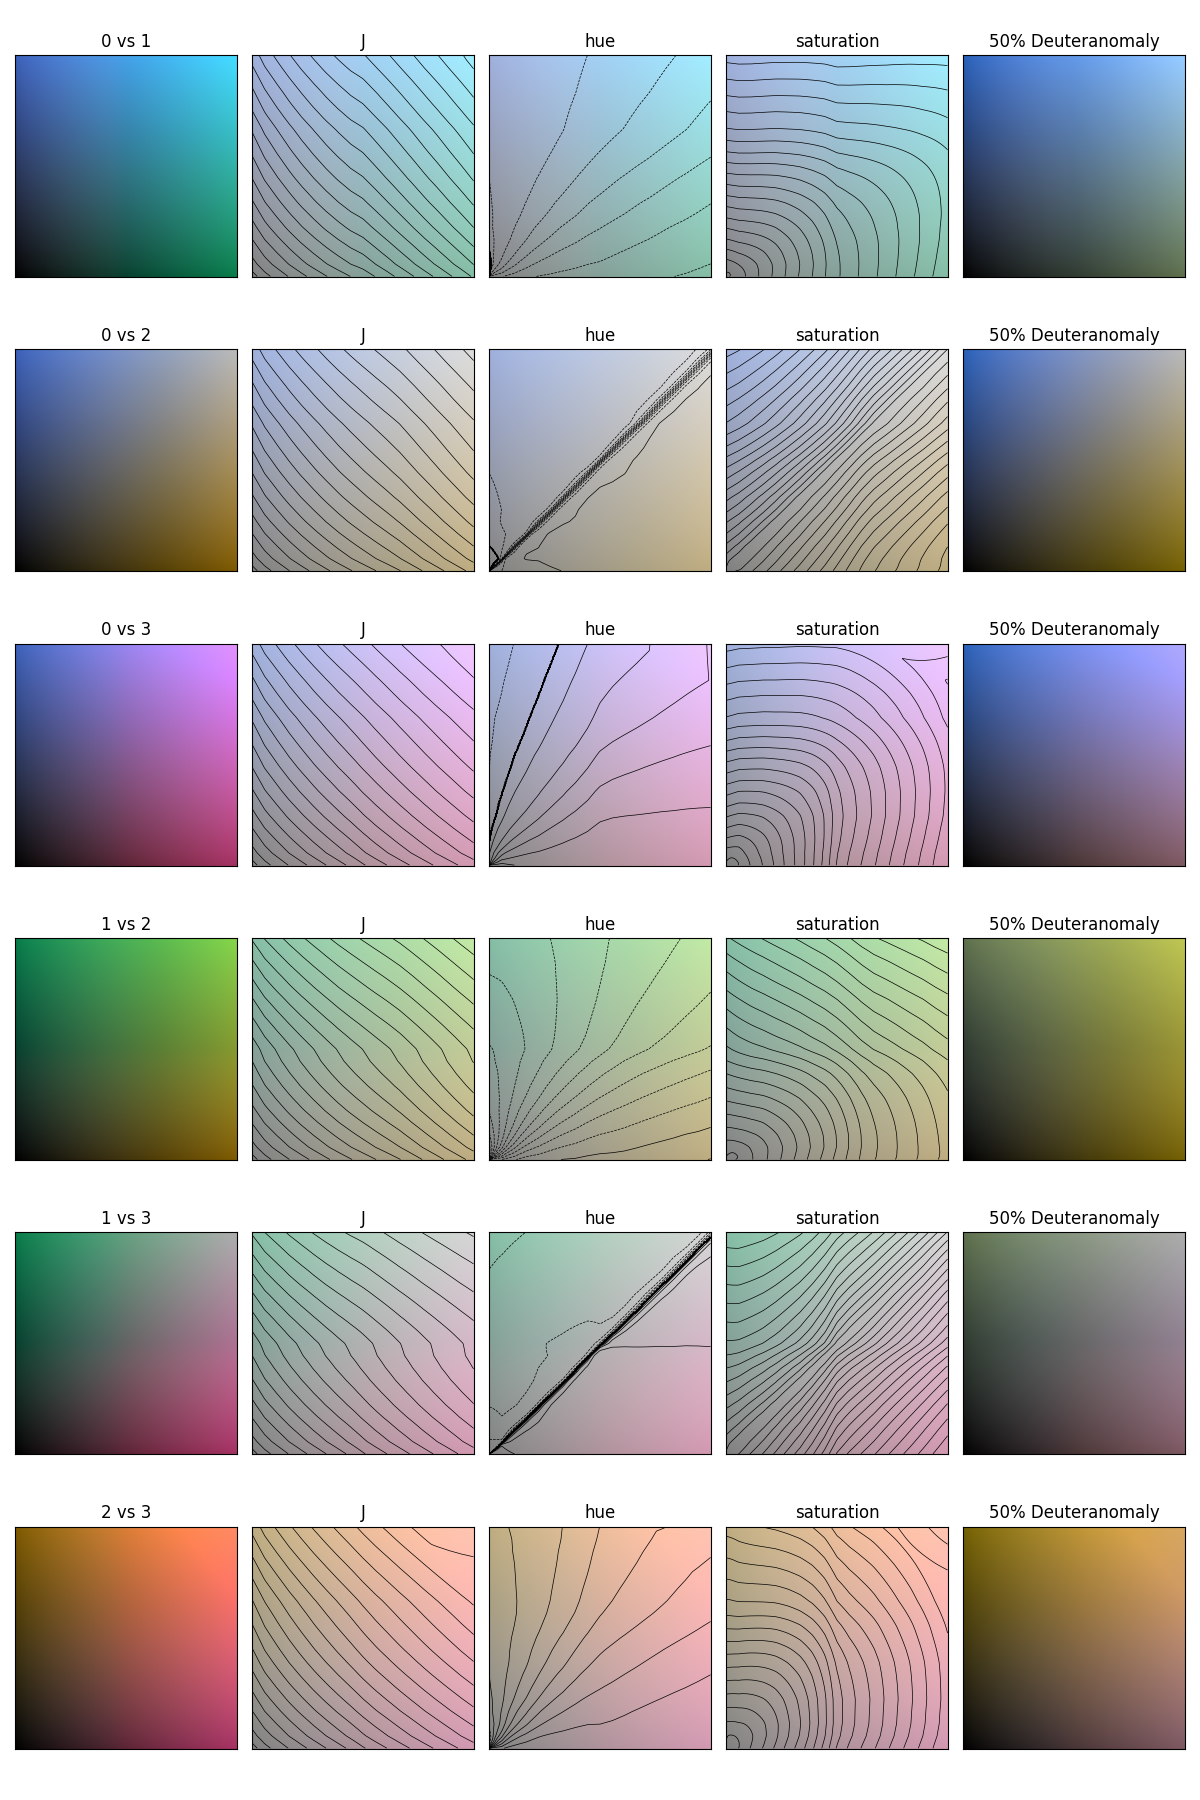 0 vs 1 J hue saturation 50% Deuteranomaly
0 vs 2 J hue saturation 50% Deuteranomaly
0 vs 3 J hue saturation 50% Deuteranomaly
1 vs 2 J hue saturation 50% Deuteranomaly
1 vs 3 J hue saturation 50% Deuteranomaly
2 vs 3 J hue saturation 50% Deuteranomaly